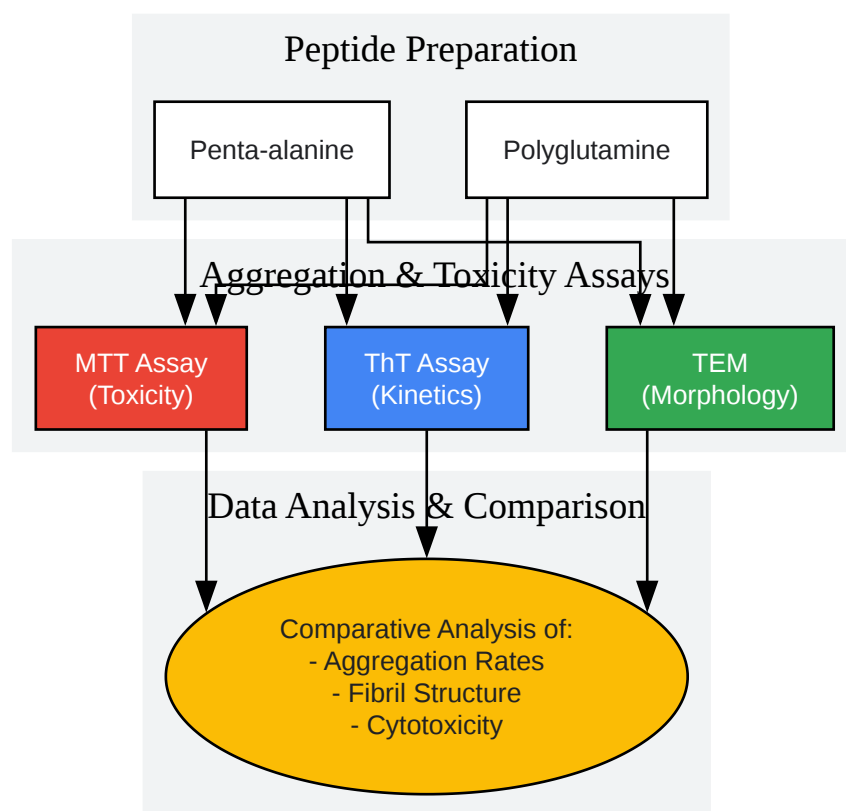 Peptide Preparation
Penta-alanine
Polyglutamine
Aggregation & Toxicity Assays
MTT Assay
(Toxicity)
ThT Assay
(Kinetics)
TEM
(Morphology)
Data Analysis & Comparison
Comparative Analysis of:
- Aggregation Rates
- Fibril Structure
- Cytotoxicity